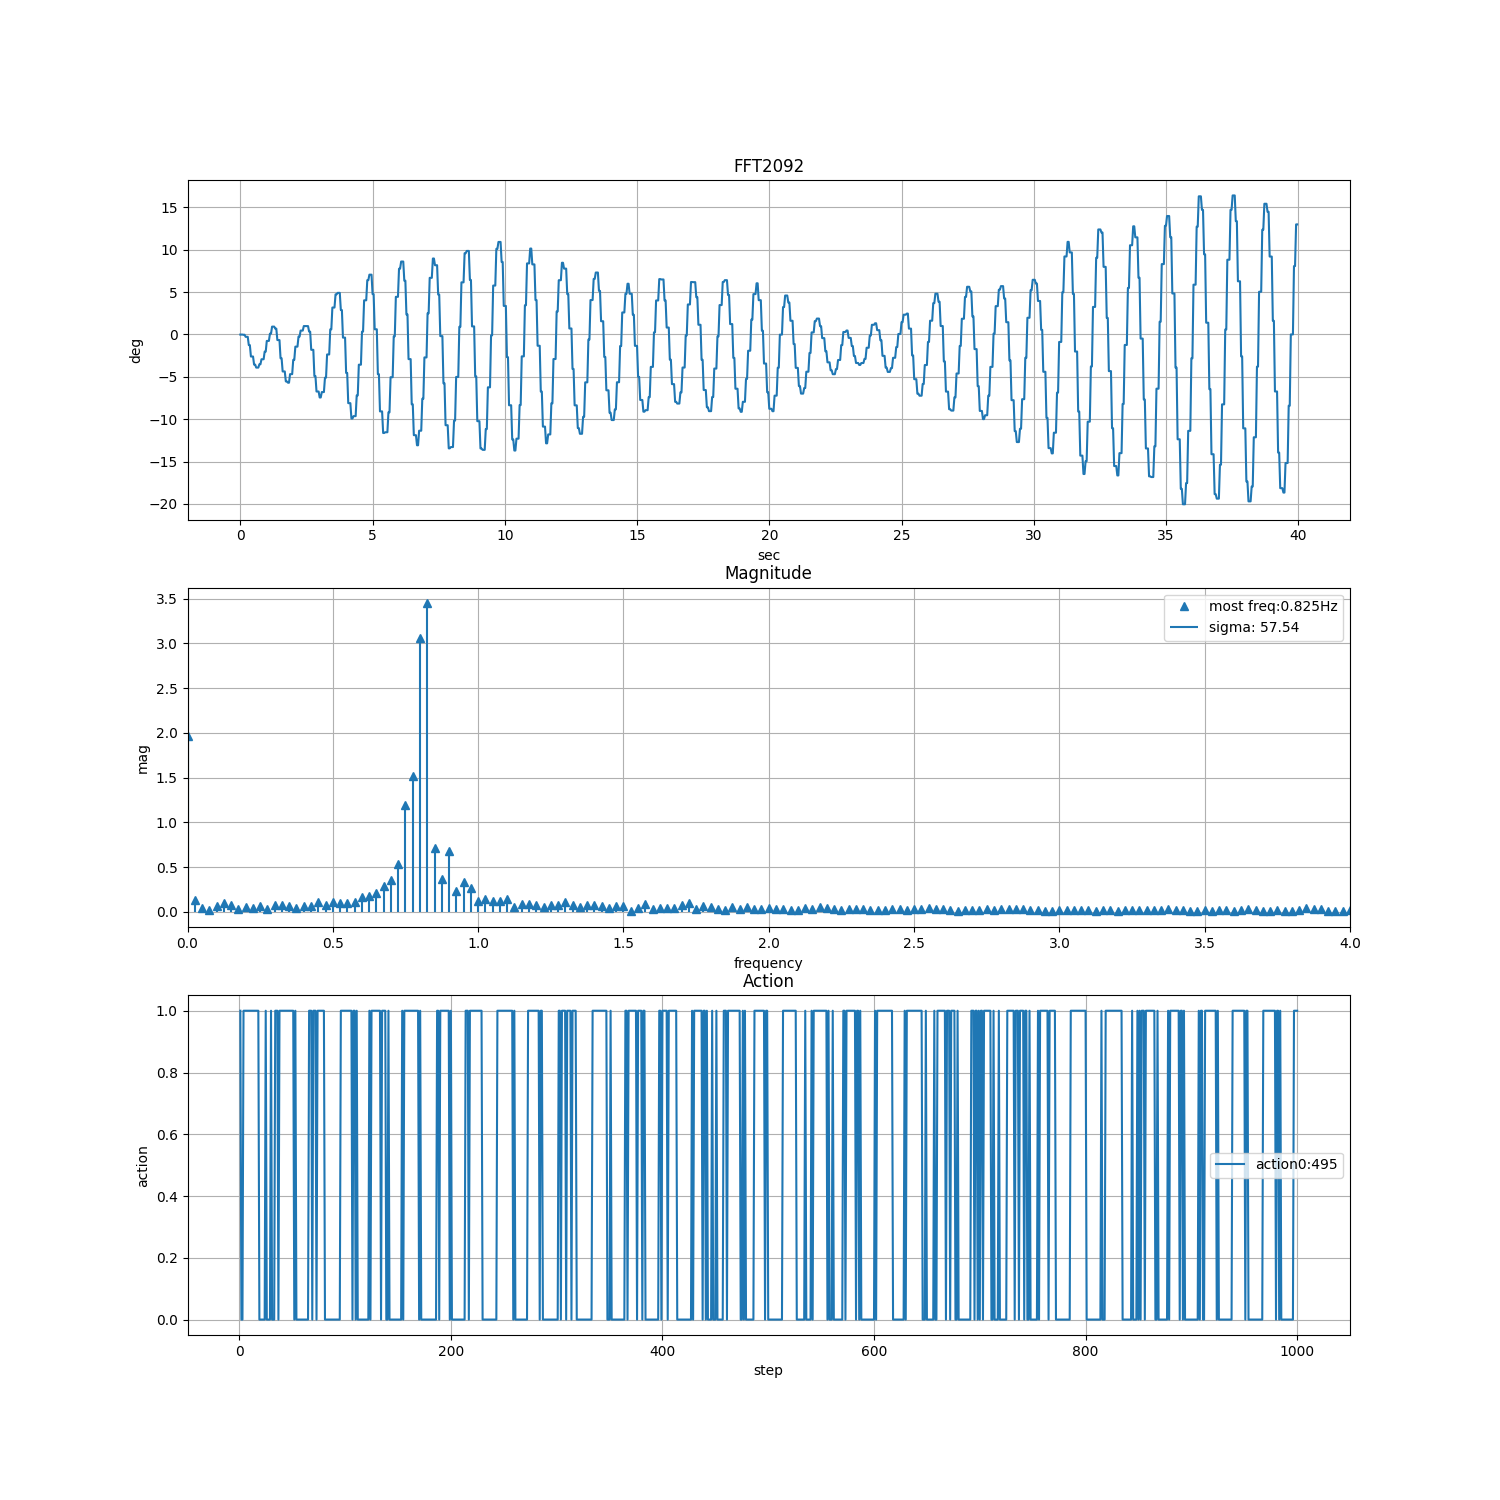 FFT2092
15
10
5
0
−5
−10
−15
−20
deg
0 5 10 15 20 25 30 35 40
sec
Magnitude
3.5
3.0
2.5
2.0
1.5
1.0
0.5
0.0
mag
most freq:0.825Hz
sigma: 57.54
0.0 0.5 1.0 1.5 2.0 2.5 3.0 3.5 4.0
frequency
Action
1.0
0.8
0.6
0.4
0.2
0.0
action
action0:495
0 200 400 600 800 1000
step